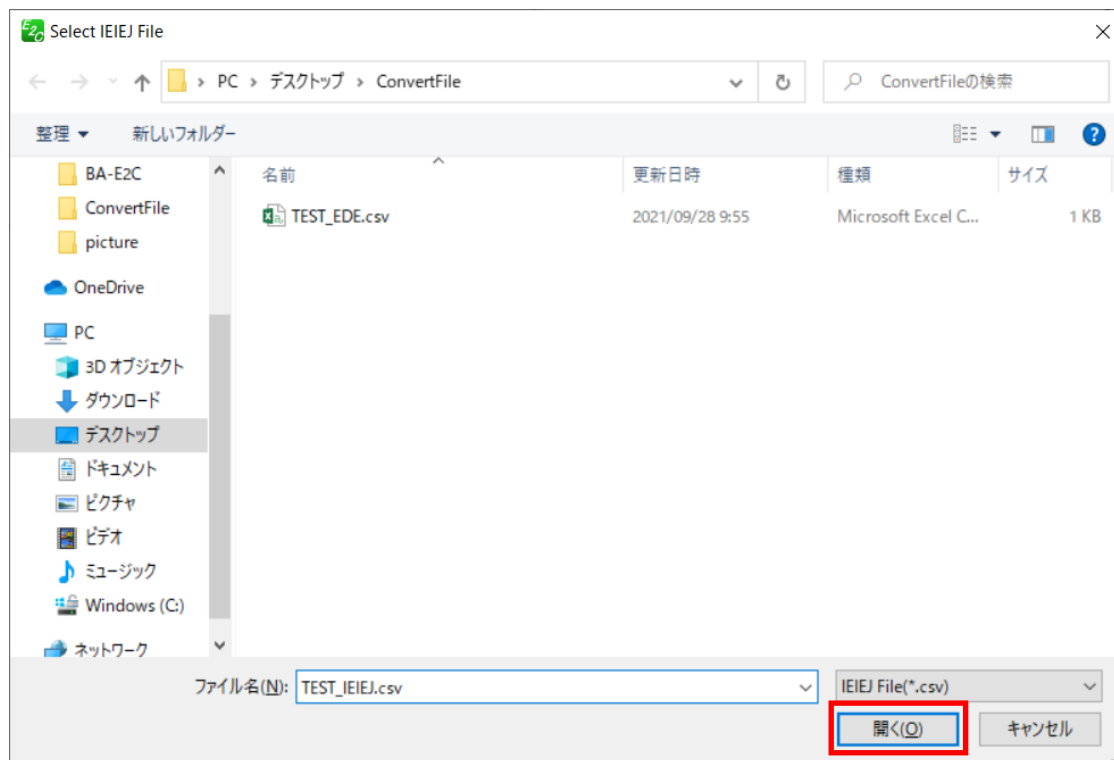 E2C Select IEIEJ File
PC › デスクトップ › ConvertFile
ConvertFileの検索
整理 新しいフォルダー
名前 更新日時 種類 サイズ
TEST_EDE.csv 2021/09/28 9:55 Microsoft Excel C... 1 KB
BA-E2C
ConvertFile
picture
OneDrive
PC
3D オブジェクト
ダウンロード
デスクトップ
ドキュメント
ピクチャ
ビデオ
ミュージック
Windows (C:)
ネットワーク
ファイル名(N): TEST_IEIEJ.csv IEIEJ File(*.csv)
開く(O) キャンセル